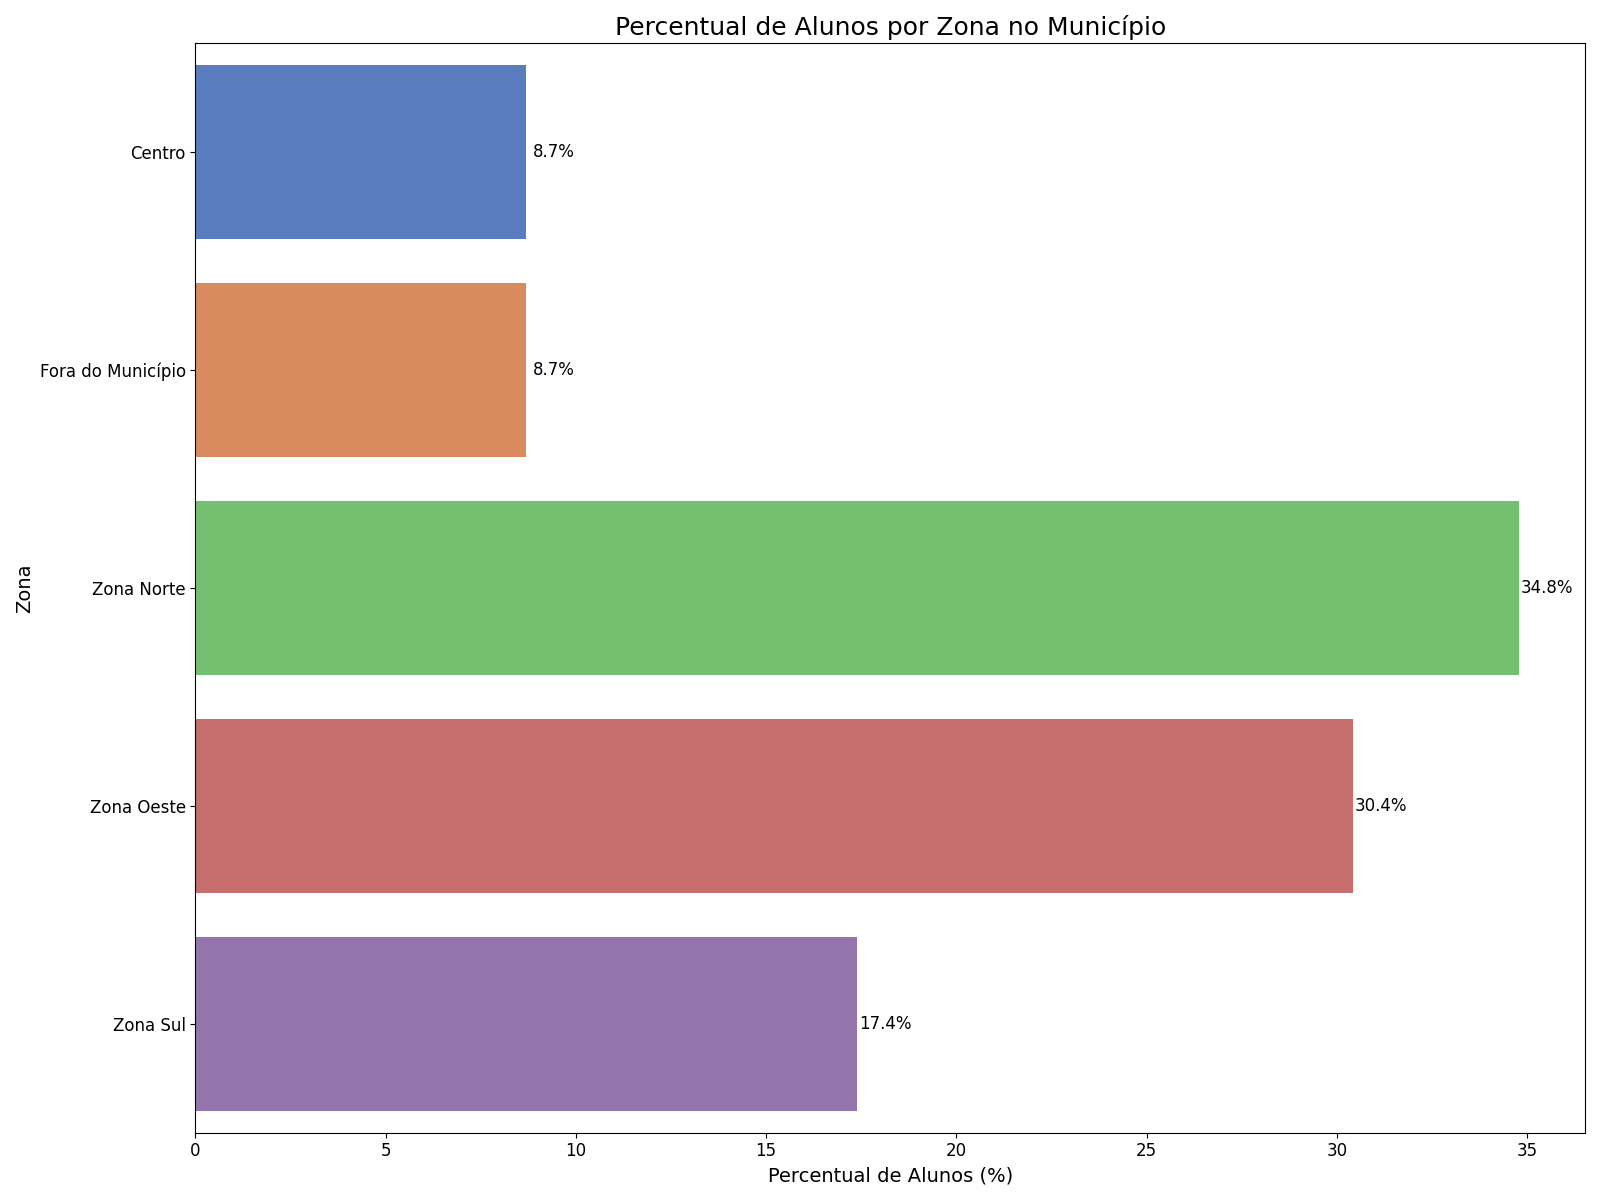 Percentual de Alunos por Zona no Município
Zona
Centro
8.7%
Fora do Município
8.7%
Zona Norte
34.8%
Zona Oeste
30.4%
Zona Sul
17.4%
0 5 10 15 20 25 30 35
Percentual de Alunos (%)